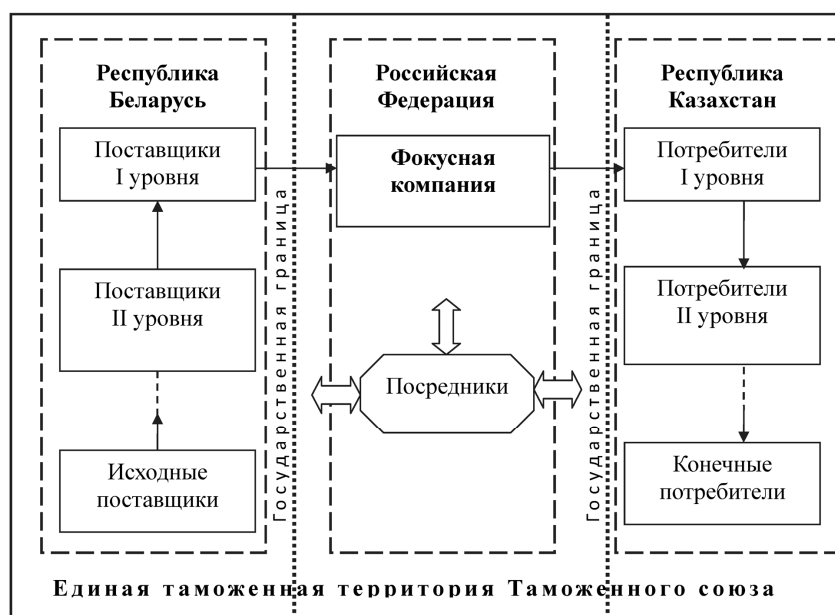 Республика
Беларусь
Поставщики
I уровня
Поставщики
II уровня
Исходные
поставщики
Государственная граница
Российская
Федерация
Фокусная
компания
Посредники
Государственная граница
Республика
Казахстан
Потребители
I уровня
Потребители
II уровня
Конечные
потребители
Единая таможенная территория Таможенного союза